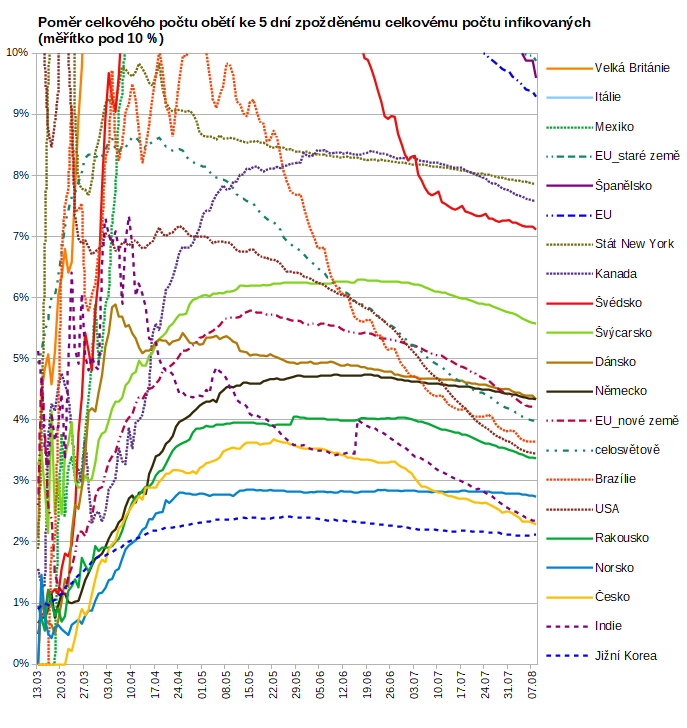 Poměr celkového počtu obětí ke 5 dní zpožděnému celkovému počtu infikovaných
(měřítko pod 10 %)
10%
9%
8%
7%
6%
5%
4%
3%
2%
1%
0%
13.03
20.03
27.03
03.04
10.04
17.04
24.04
01.05
08.05
15.05
22.05
29.05
05.06
12.06
19.06
26.06
03.07
10.07
17.07
24.07
31.07
07.08
Velká Británie
Itálie
Mexiko
EU_staré země
Španělsko
EU
Stát New York
Kanada
Švédsko
Švýcarsko
Dánsko
Německo
EU_nové země
celosvětově
Brazílie
USA
Rakousko
Norsko
Česko
Indie
Jižní Korea